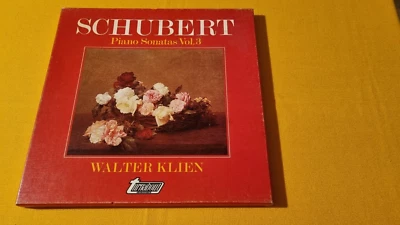 SCHUBERT
Piano Sonatas Vol.3
WALTER KLIEN
turnabout